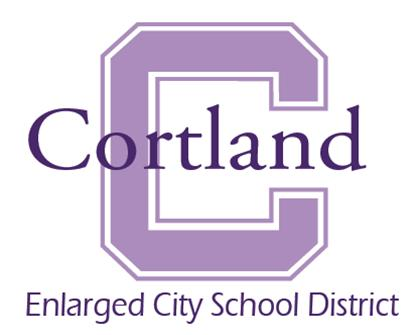 C
Cortland
Enlarged City School District